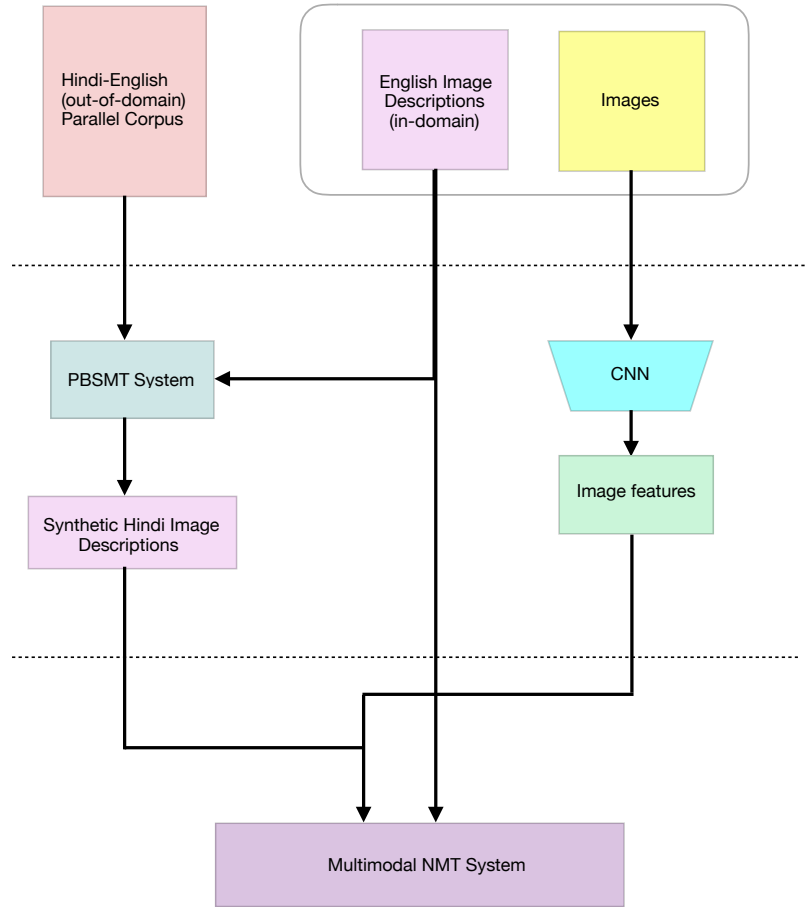 Hindi-English
(out-of-domain)
Parallel Corpus
English Image
Descriptions
(in-domain)
Images
PBSMT System
CNN
Image features
Synthetic Hindi Image
Descriptions
Multimodal NMT System